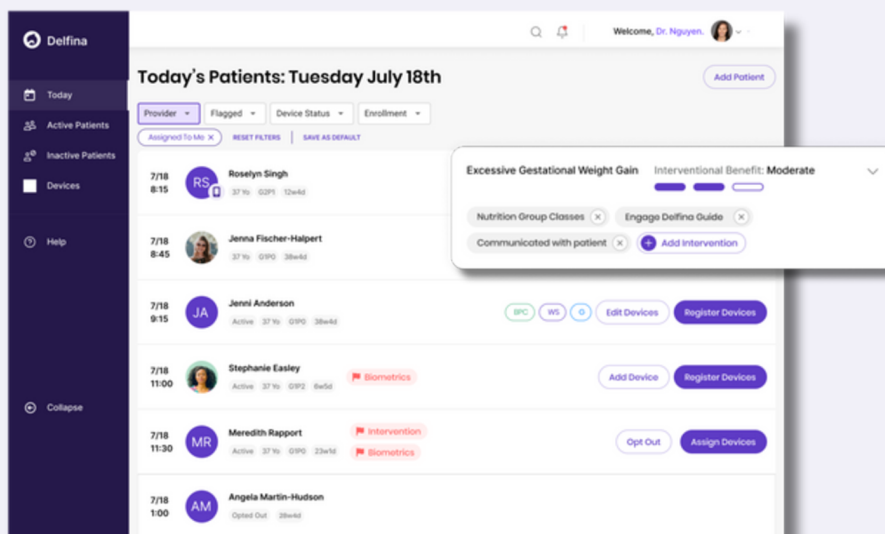 Delfina
Welcome, Dr. Nguyen.
Today
Active Patients
Inactive Patients
Devices
Help
Collapse
Today's Patients: Tuesday July 18th
Add Patient
Provider Flagged Device Status Enrollment
Assigned To Me × RESET FILTERS | SAVE AS DEFAULT
7/18
8:15
RS
Roselyn Singh
37 Yo G2P1 12w4d
7/18
8:45
Jenna Fischer-Halpert
37 Yo G1P0 38w4d
Excessive Gestational Weight Gain Interventional Benefit: Moderate
Nutrition Group Classes × Engage Delfina Guide ×
Communicated with patient × + Add Intervention
7/18
9:15
JA
Jenni Anderson
Active 37 Yo G1P0 38w4d
BPC WS G Edit Devices Register Devices
7/18
11:00
Stephanie Easley
Active 37 Yo G1P2 8w5d
Biometrics
Add Device Register Devices
7/18
11:30
MR
Meredith Rapport
Active 37 Yo G1P0 23w1d
Intervention
Biometrics
Opt Out Assign Devices
7/18
1:00
AM
Angela Martin-Hudson
Opted Out 28w4d